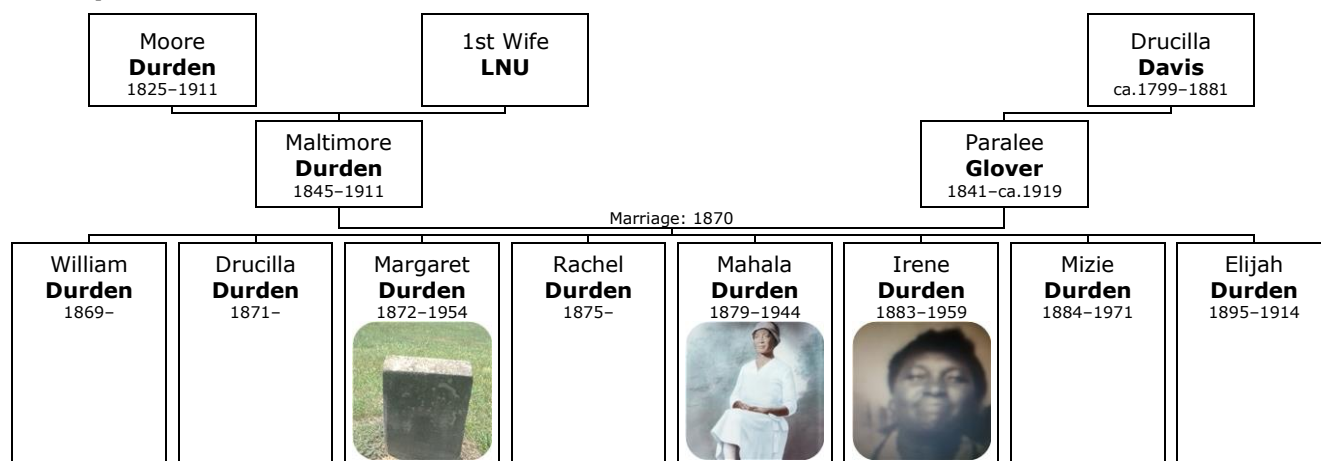 Moore
Durden
1825–1911
1st Wife
LNU
Drucilla
Davis
ca.1799–1881
Maltimore
Durden
1845–1911
Paralee
Glover
1841–ca.1919
Marriage: 1870
William
Durden
1869–
Drucilla
Durden
1871–
Margaret
Durden
1872–1954
Rachel
Durden
1875–
Mahala
Durden
1879–1944
Irene
Durden
1883–1959
Mizie
Durden
1884–1971
Elijah
Durden
1895–1914